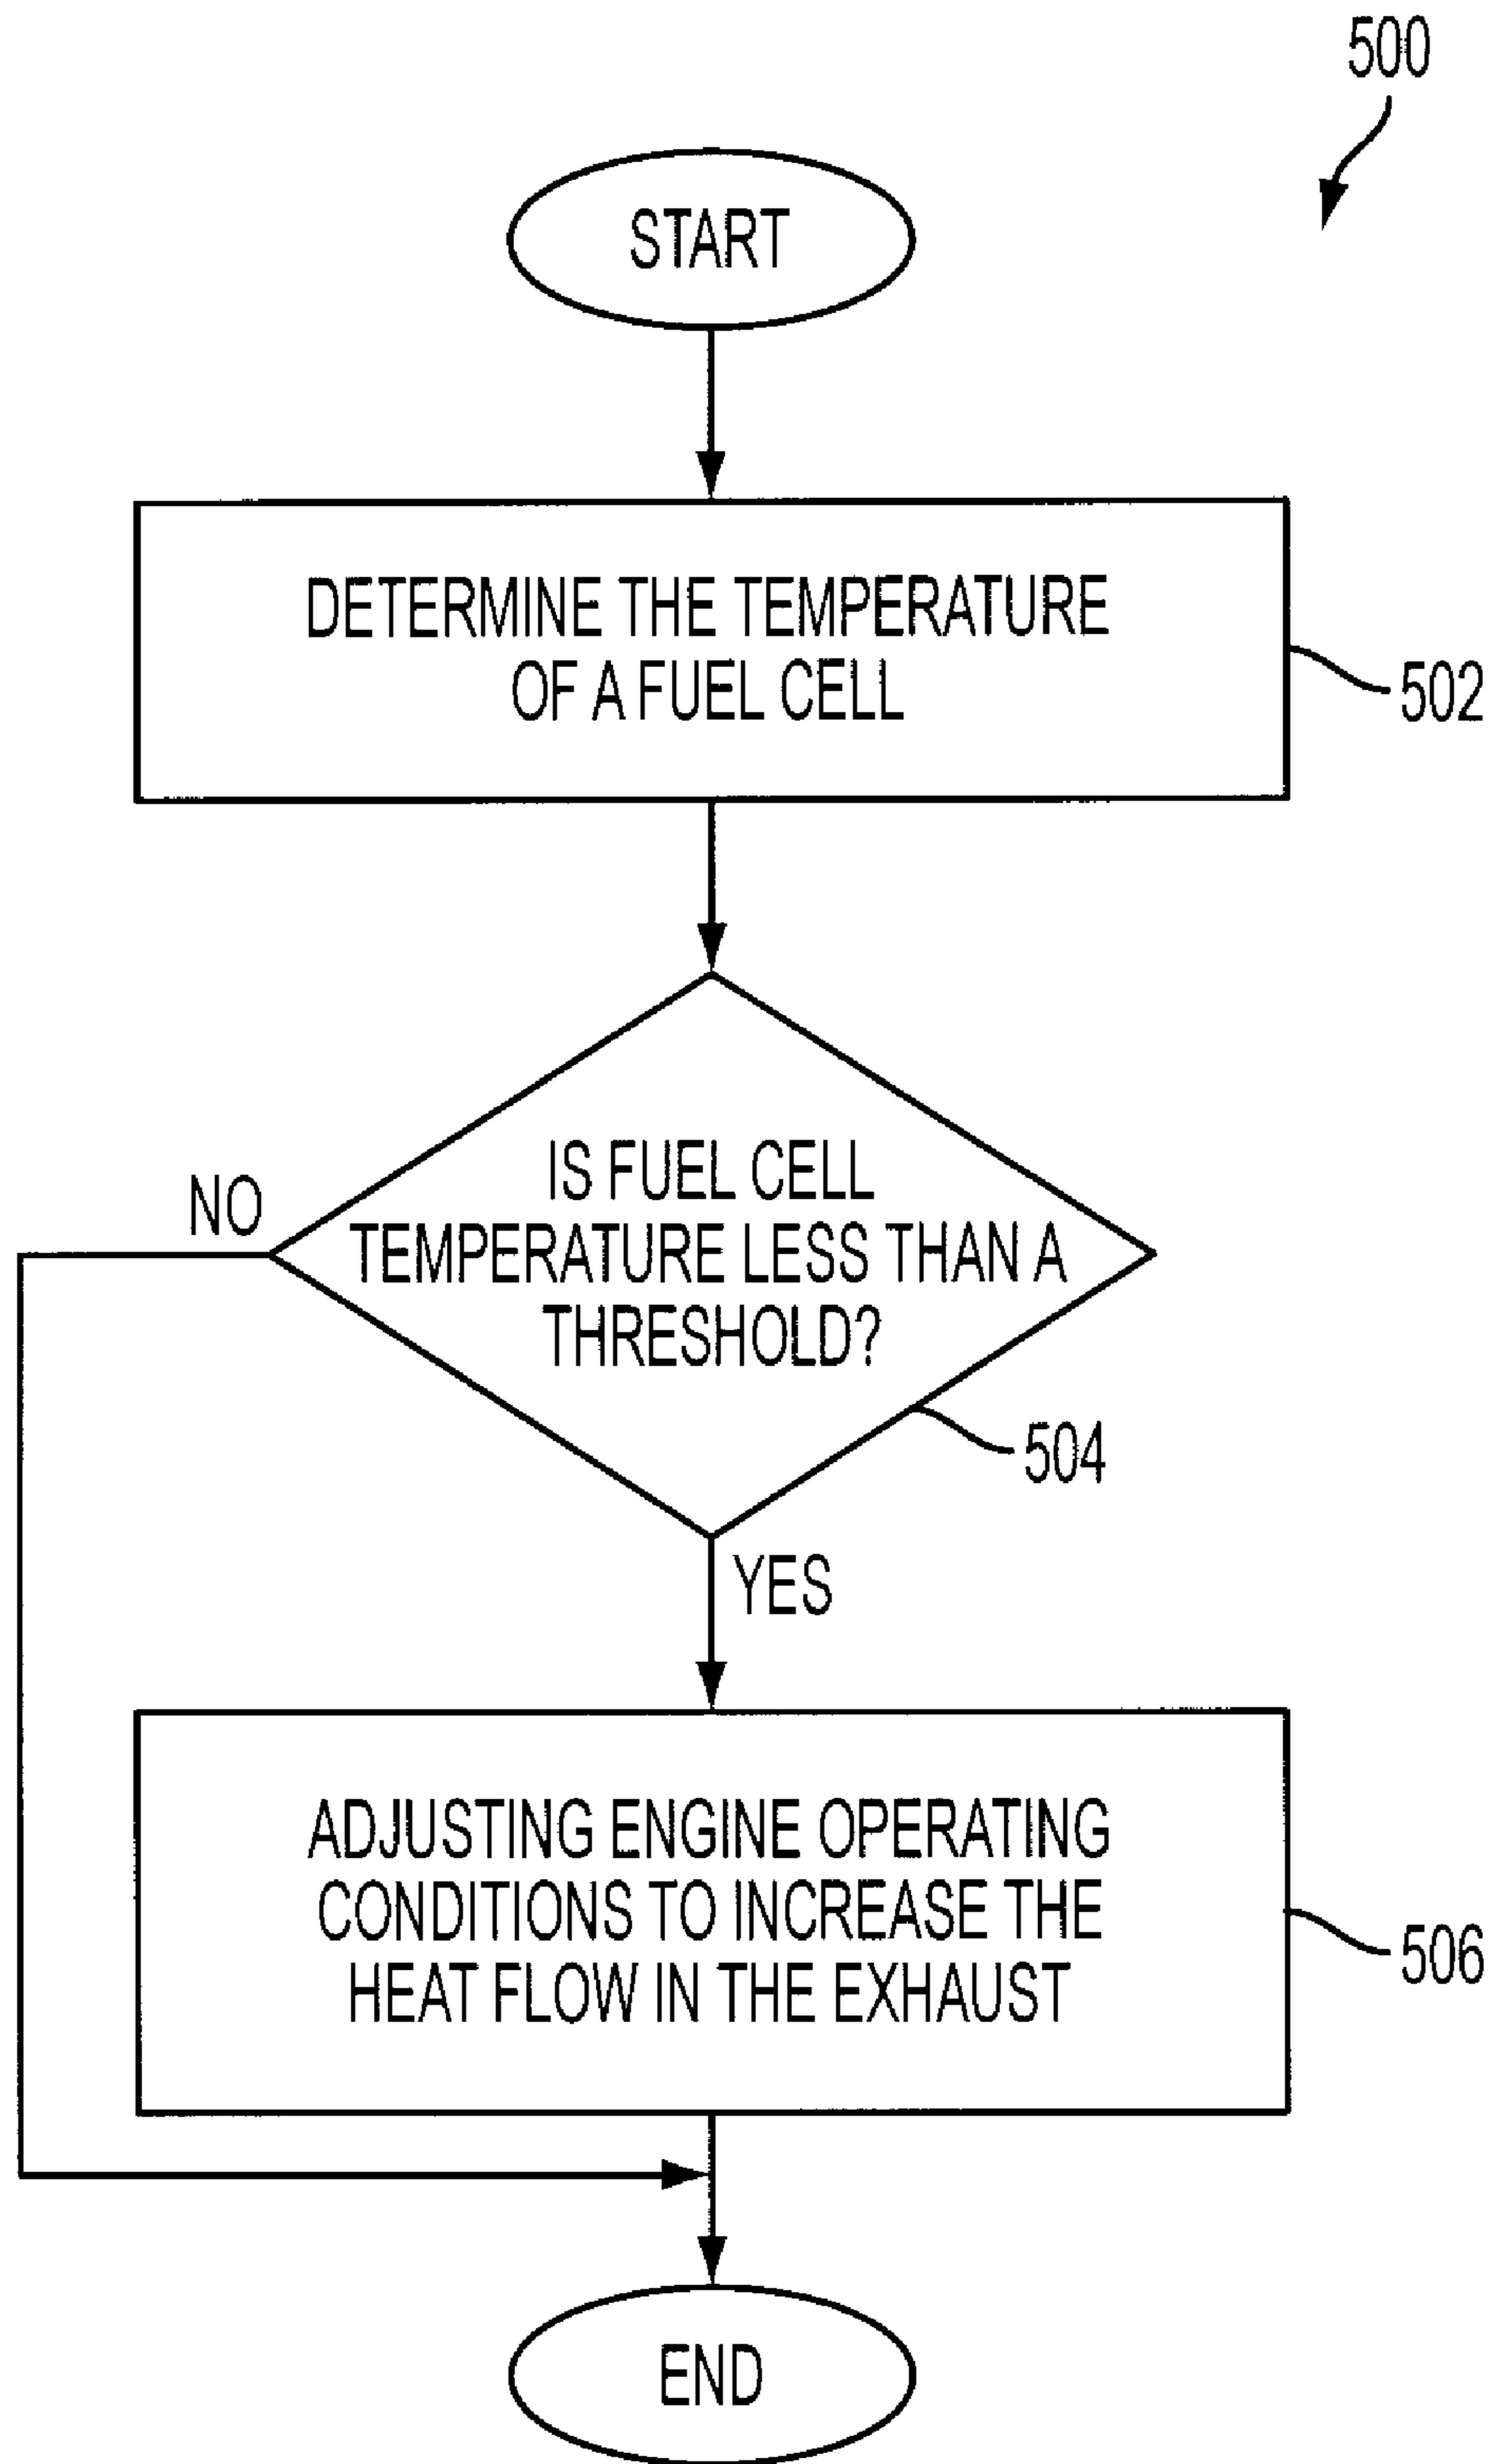 500
START
DETERMINE THE TEMPERATURE
OF A FUEL CELL
502
IS FUEL CELL
TEMPERATURE LESS THAN A
THRESHOLD?
NO
504
YES
ADJUSTING ENGINE OPERATING
CONDITIONS TO INCREASE THE
HEAT FLOW IN THE EXHAUST
506
END